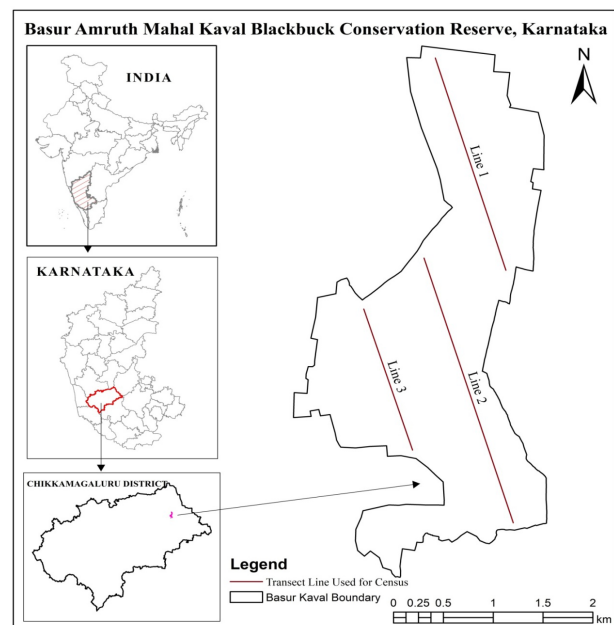 Basur Amruth Mahal Kaval Blackbuck Conservation Reserve, Karnataka
INDIA
N
Line 1
KARNATAKA
Line 2
Line 3
CHIKKAMAGALURU DISTRICT
Legend
Transect Line Used for Census
Basur Kaval Boundary
0 0.25 0.5 1 1.5 2
km